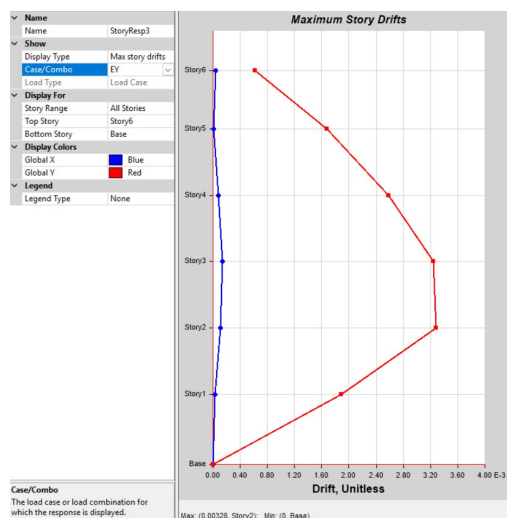 Name
Name StoryResp3
Show
Display Type Max story drifts
Case/Combo EY
Load Type Load Case
Display For
Story Range All Stories
Top Story Story6
Bottom Story Base
Display Colors
Global X Blue
Global Y Red
Legend
Legend Type None
Case/Combo
The load case or load combination for
which the response is displayed.
Maximum Story Drifts
Story6
Story5
Story4
Story3
Story2
Story1
Base
0.00 0.40 0.80 1.20 1.60 2.00 2.40 2.80 3.20 3.60 4.00 E-3
Drift, Unitless
Max: (0.00328, Story2); Min: (0, Base)